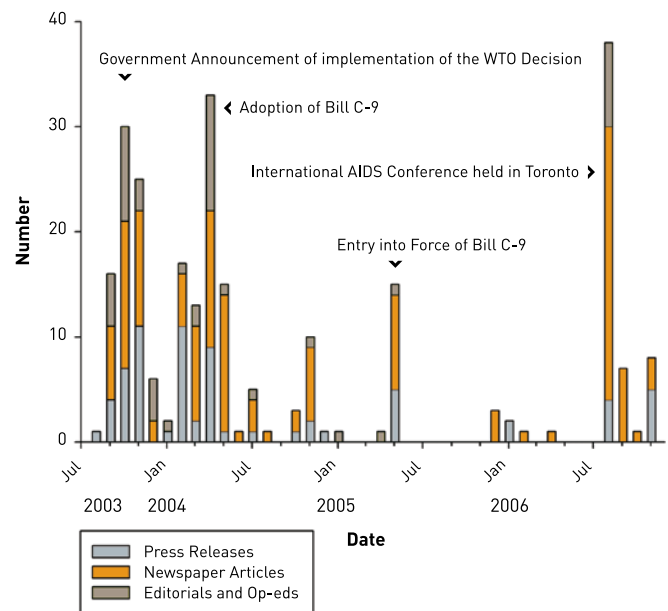 40
Government Announcement of implementation of the WTO Decision
Adoption of Bill C-9
30
International AIDS Conference held in Toronto
20
Number
Entry into Force of Bill C-9
10
0
Jul
Jan
Jul
Jan
Jul
Jan
Jul
2003
2004
2005
2006
Date
Press Releases
Newspaper Articles
Editorials and Op-eds